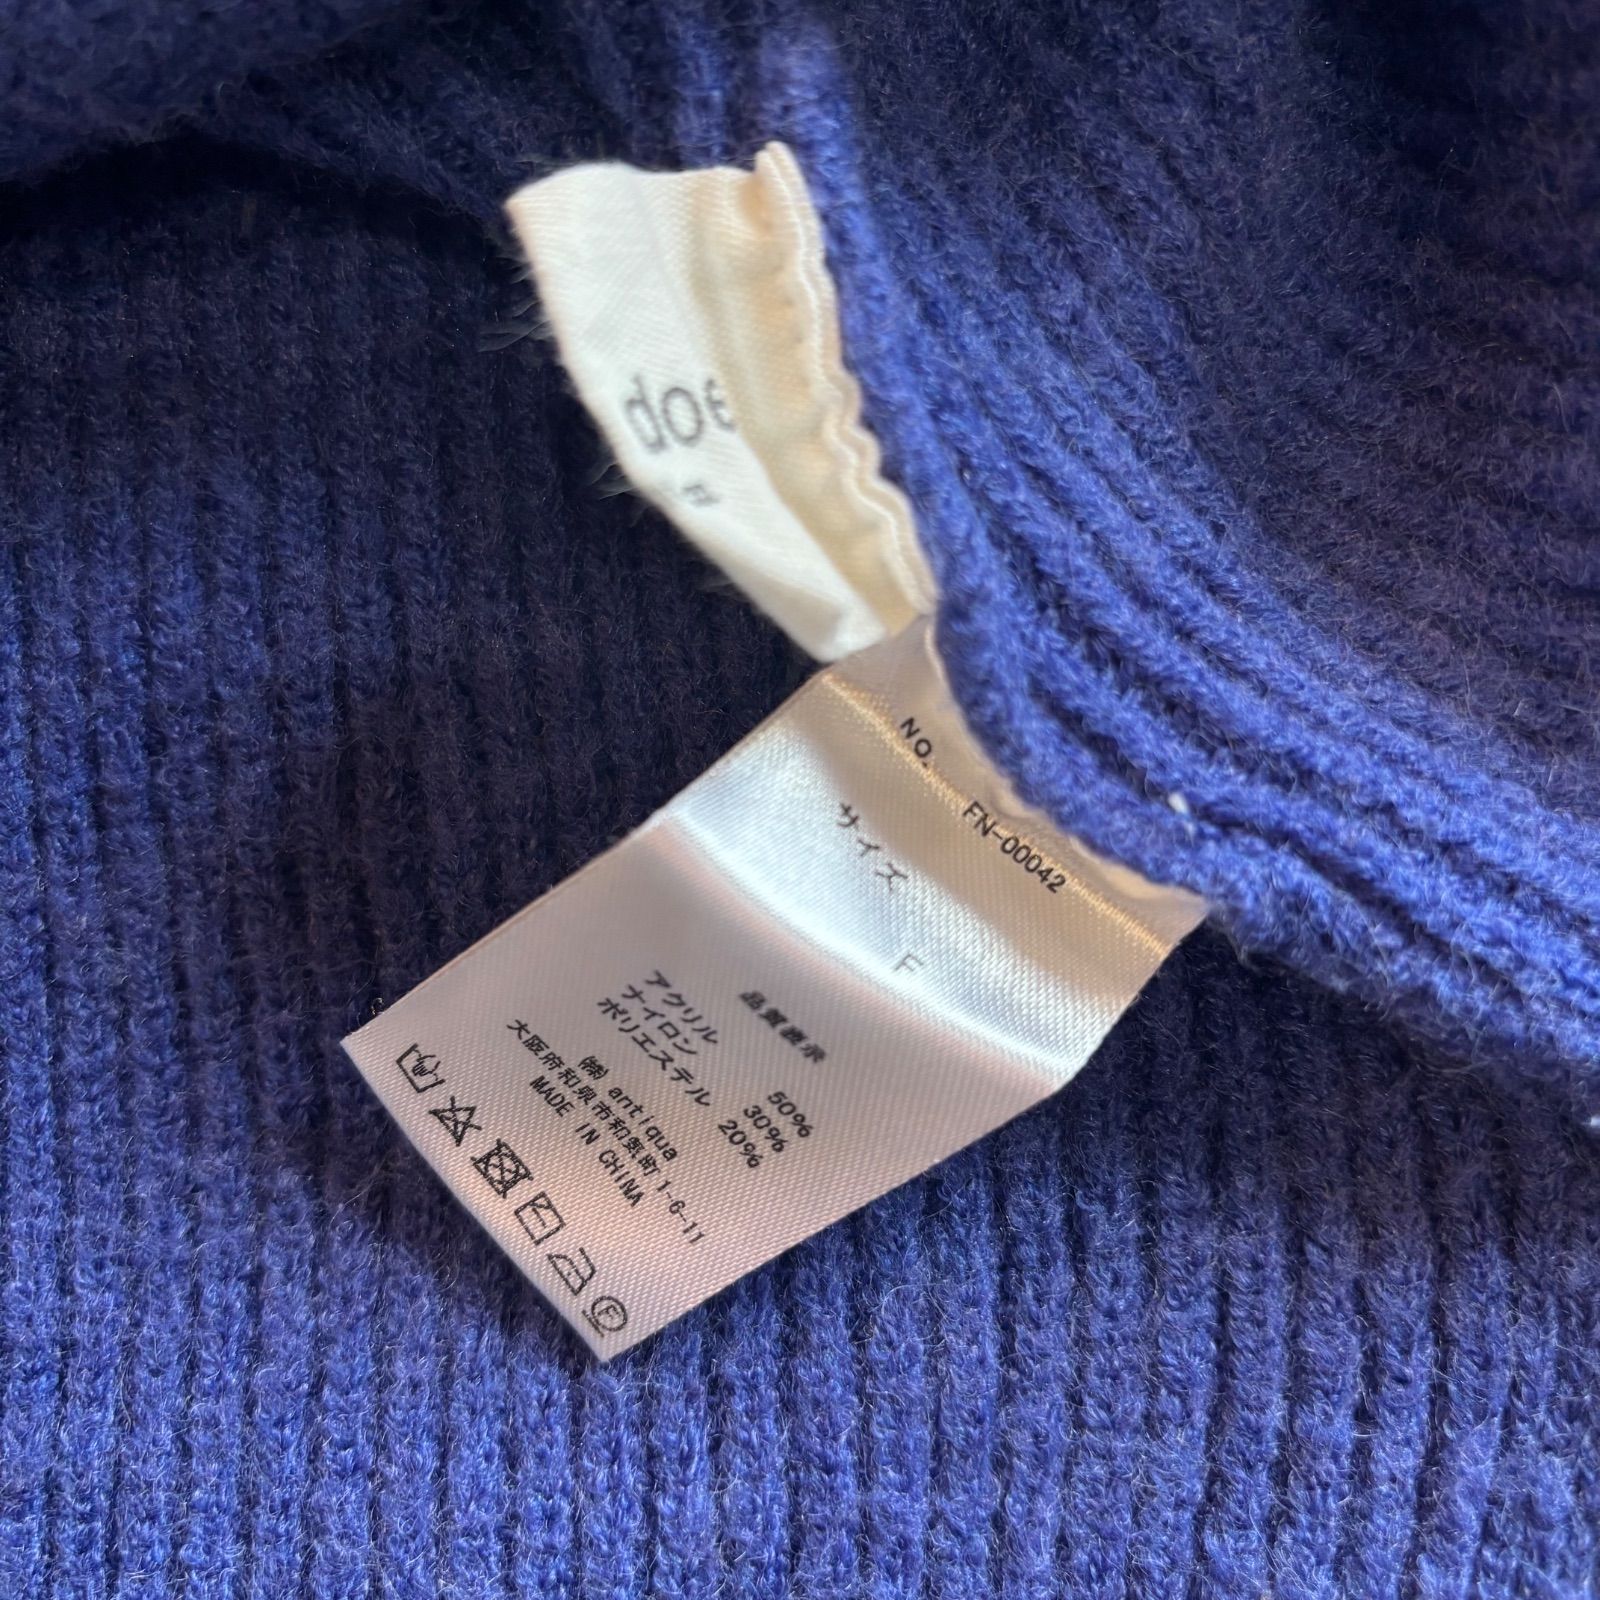 doe
NO. FN-00042
サイズ F
品質表示
アクリル 50%
ナイロン 30%
ポリエステル 20%
㈱ antiqua
大阪府和泉市和気町1-6-11
MADE IN CHINA
F